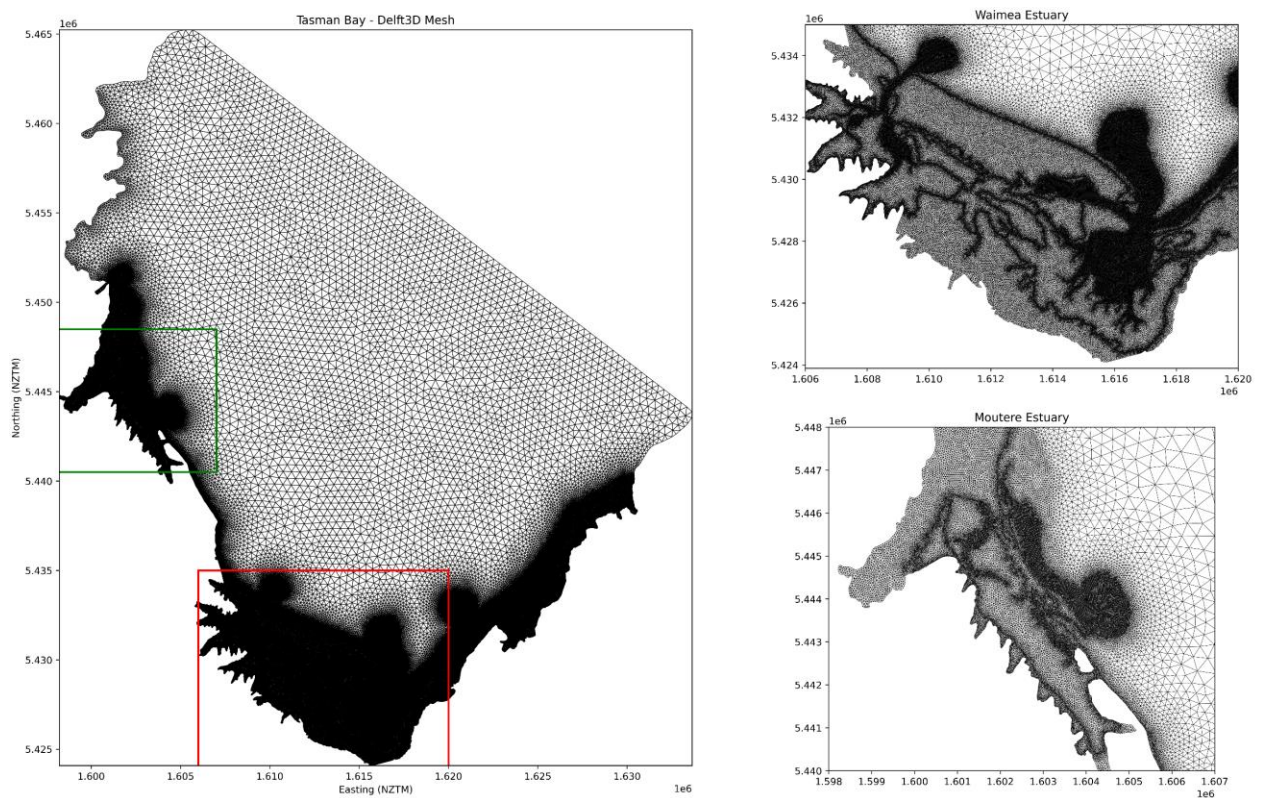 Tasman Bay - Delft3D Mesh
1e6
5.465
5.460
5.455
5.450
5.445
5.440
5.435
5.430
5.425
Northing (NZTM)
1.600 1.605 1.610 1.615 1.620 1.625 1.630
Easting (NZTM)
1e6
Waimea Estuary
1e6
5.434
5.432
5.430
5.428
5.426
5.424
1.606 1.608 1.610 1.612 1.614 1.616 1.618 1.620
1e6
Moutere Estuary
1e6
5.448
5.447
5.446
5.445
5.444
5.443
5.442
5.441
5.440
1.598 1.599 1.600 1.601 1.602 1.603 1.604 1.605 1.606 1.607
1e6